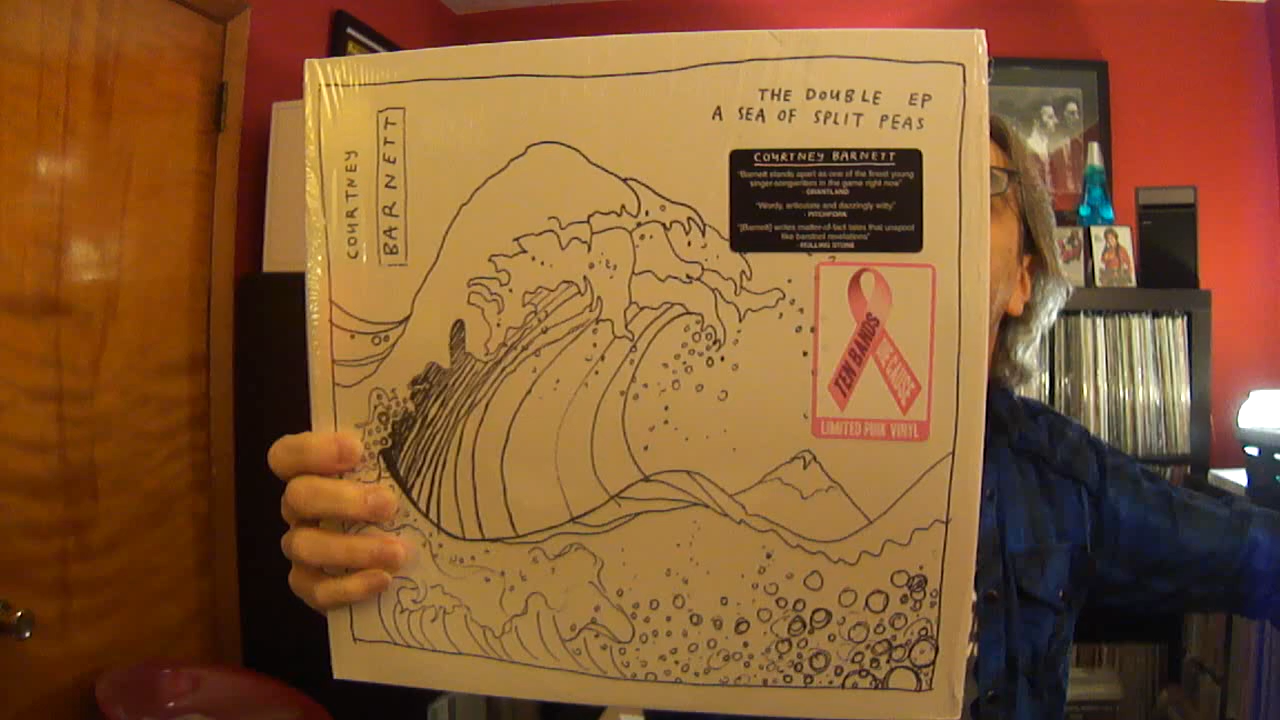 THE DOUBLE EP
A SEA OF SPLIT PEAS
COURTNEY
BARNETT
COURTNEY BARNETT
"Barnett stands apart as one of the finest young
singer-songwriters in the game right now"
- GRANTLAND
"Wordy, articulate and dazzlingly witty"
- PITCHFORK
"[Barnett] writes matter-of-fact tales that unspool
like barstool revelations"
- ROLLING STONE
TEN BANDS
ONE CAUSE
LIMITED PINK VINYL